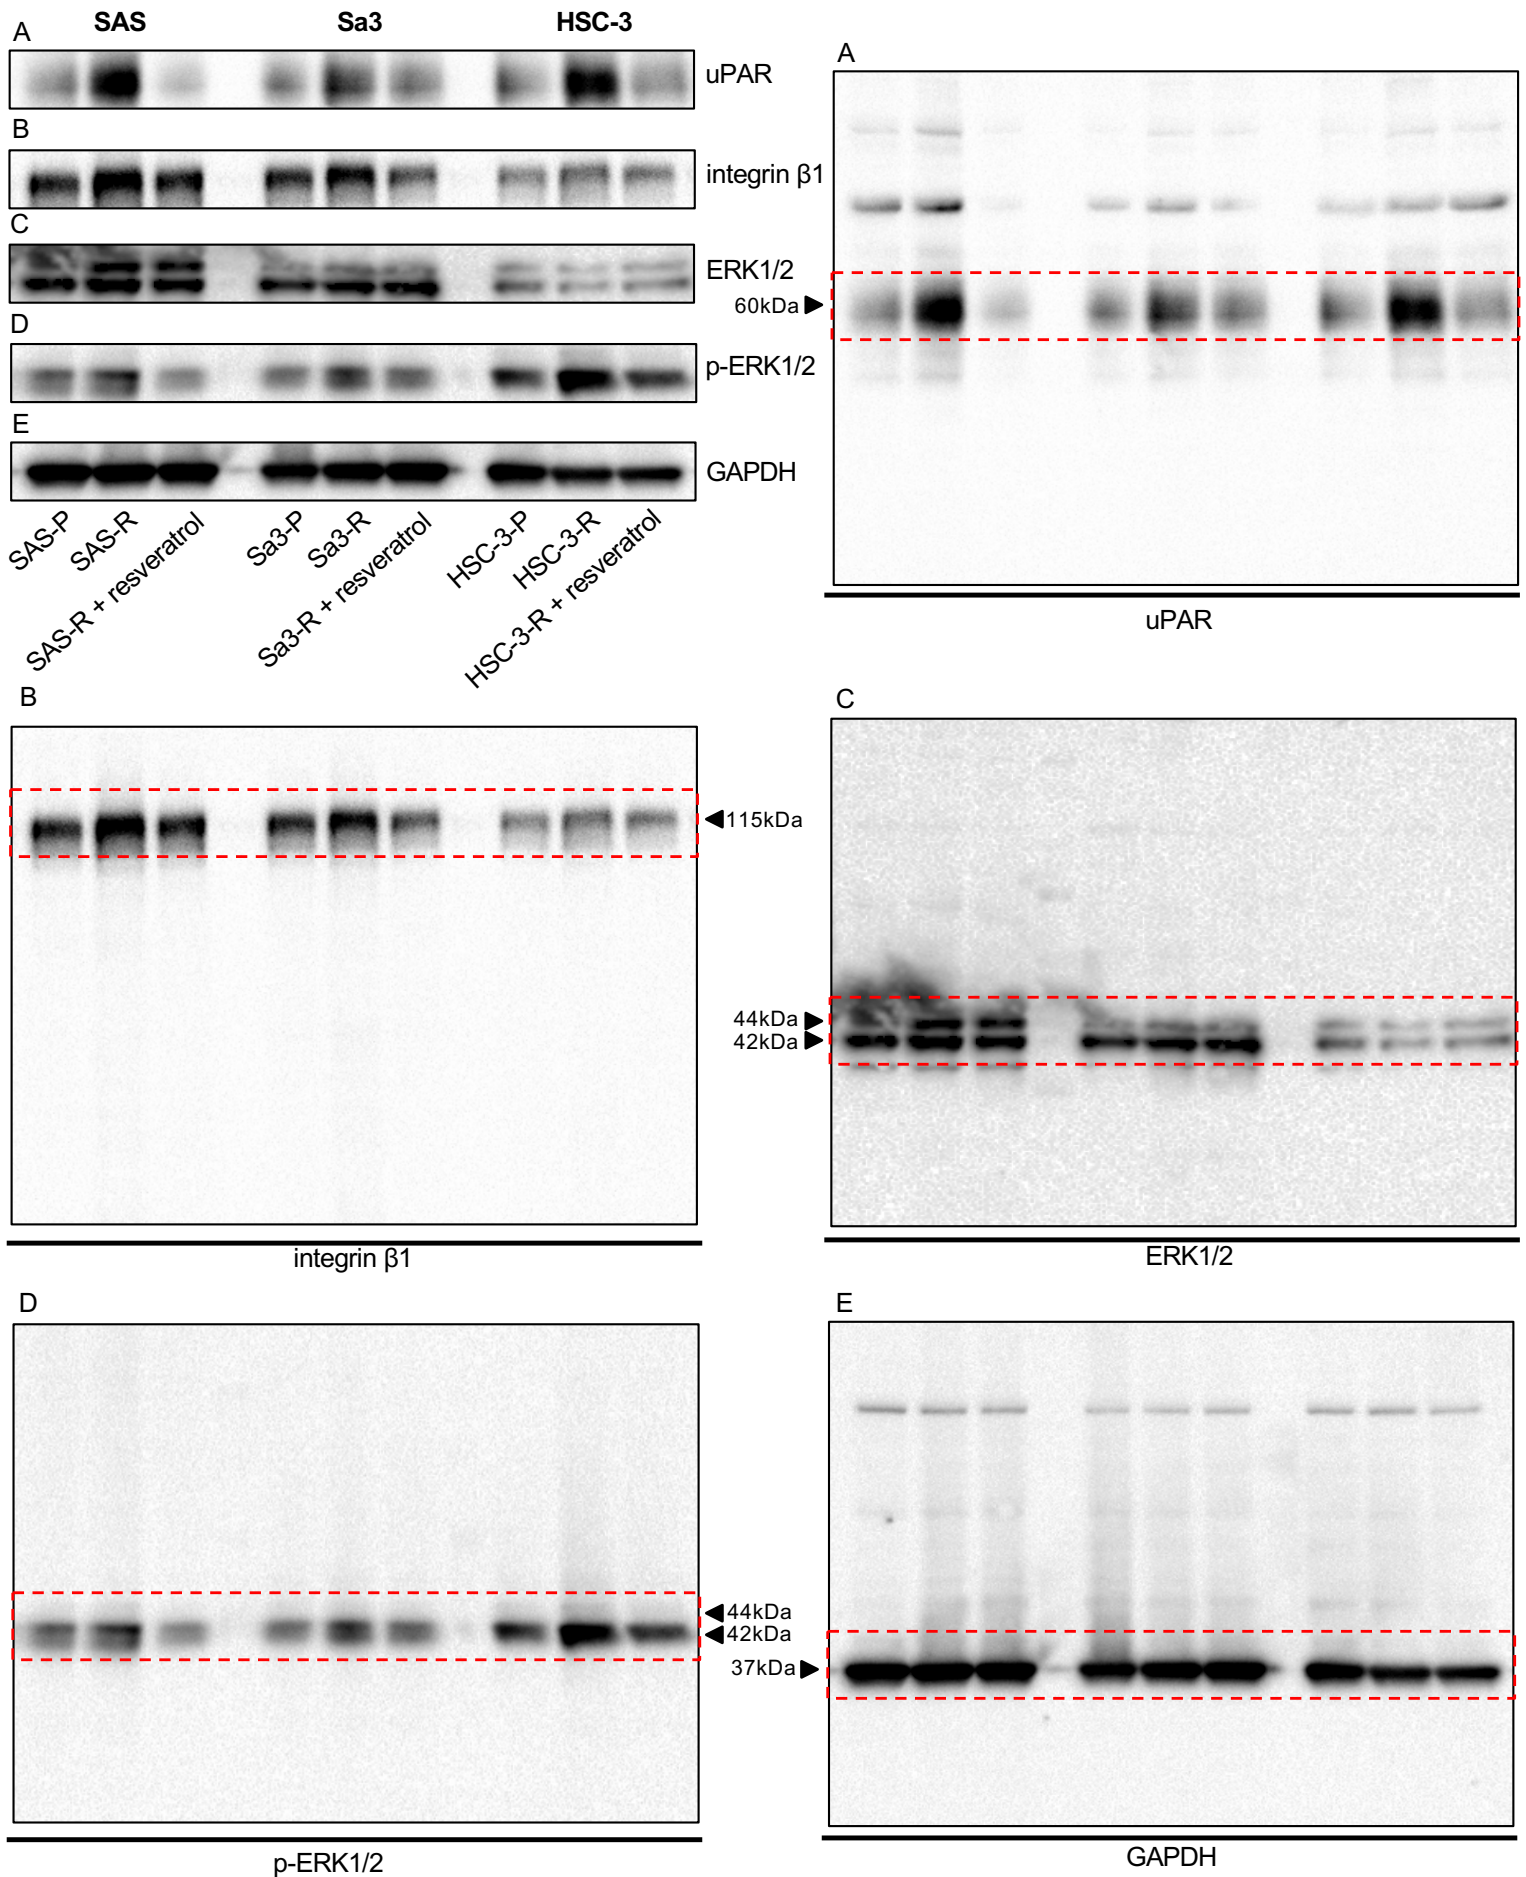 SAS Sa3 HSC-3
A
uPAR
B
integrin β1
C
ERK1/2
D
p-ERK1/2
E
GAPDH
SAS-P
SAS-R
SAS-R + resveratrol
Sa3-P
Sa3-R
Sa3-R + resveratrol
HSC-3-P
HSC-3-R
HSC-3-R + resveratrol
A
60kDa
uPAR
B
115kDa
integrin β1
C
44kDa
42kDa
ERK1/2
D
44kDa
42kDa
p-ERK1/2
E
37kDa
GAPDH